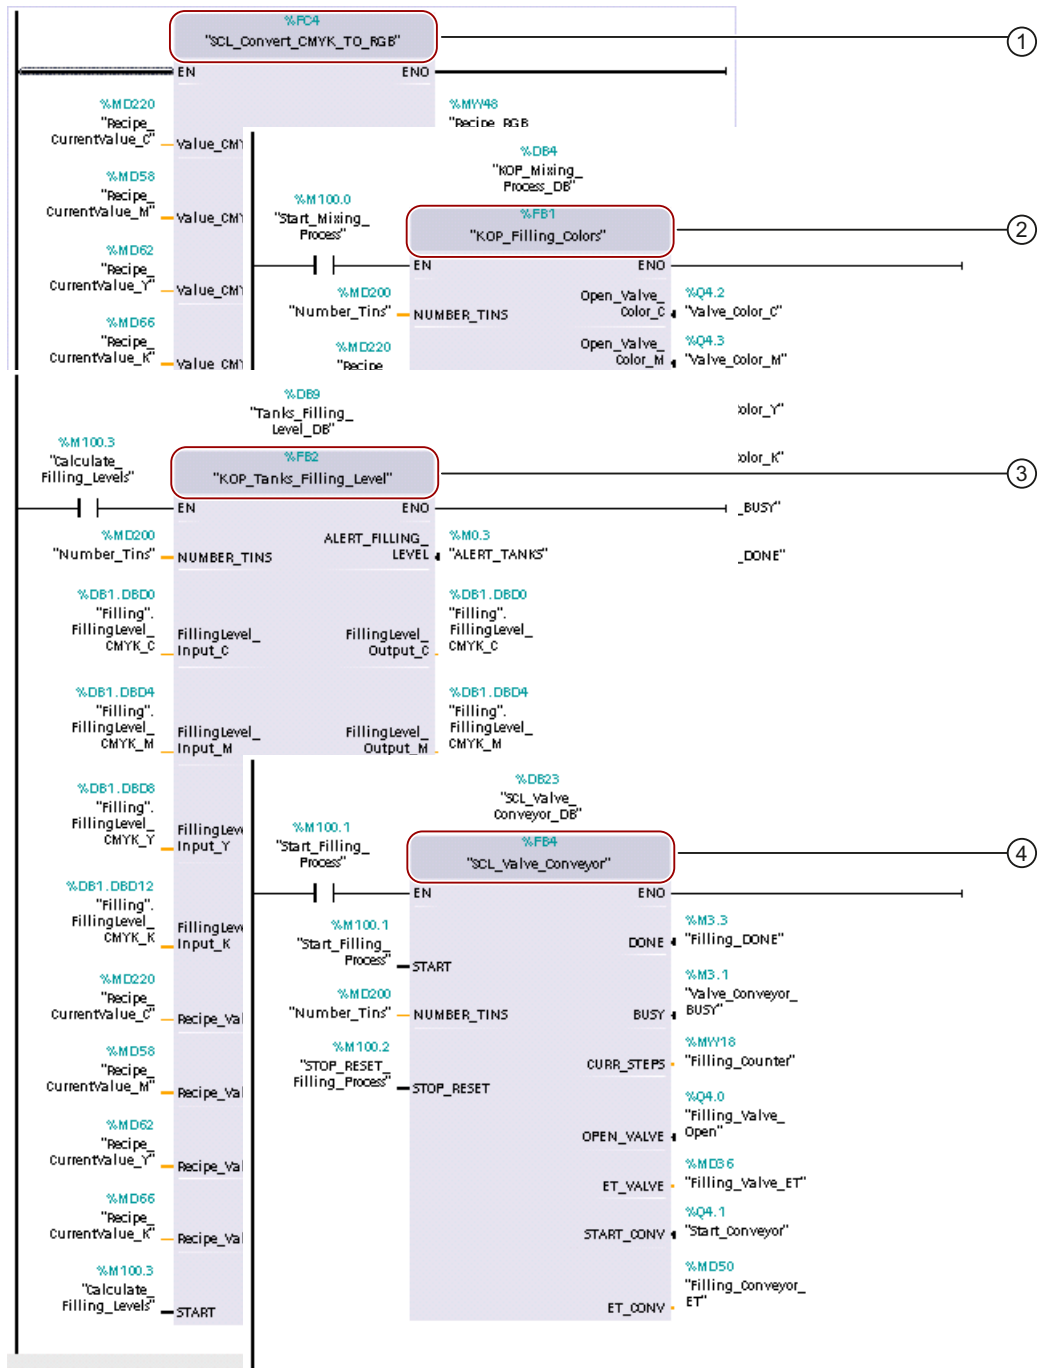 %FC4
"SCL_Convert_CMYK_TO_RGB"
1
EN
ENO
%MD220
"Recipe_
CurrentValue_C"
Value_CMY
%MW48
"Recipe_RGB
%MD58
"Recipe_
CurrentValue_M"
Value_CMY
%MD62
"Recipe_
CurrentValue_Y"
Value_CMY
%MD66
"Recipe_
CurrentValue_K"
Value_CMY
%DB4
"KOP_Mixing_
Process_DB"
%M100.0
"Start_Mixing_
Process"
%FB1
"KOP_Filling_Colors"
2
EN
ENO
%MD200
"Number_Tins"
NUMBER_TINS
Open_Valve_
Color_C
%Q4.2
"Valve_Color_C"
%MD220
"Recipe
Open_Valve_
Color_M
%Q4.3
"Valve_Color_M"
olor_Y"
olor_K"
_BUSY"
_DONE"
%DB9
"Tanks_Filling_
Level_DB"
%M100.3
"Calculate_
Filling_Levels"
%FB2
"KOP_Tanks_Filling_Level"
3
EN
ENO
%MD200
"Number_Tins"
NUMBER_TINS
ALERT_FILLING_
LEVEL
%M0.3
"ALERT_TANKS"
%DB1.DBD0
"Filling".
FillingLevel_
CMYK_C
FillingLevel_
Input_C
FillingLevel_
Output_C
%DB1.DBD0
"Filling".
FillingLevel_
CMYK_C
%DB1.DBD4
"Filling".
FillingLevel_
CMYK_M
FillingLevel_
Input_M
FillingLevel_
Output_M
%DB1.DBD4
"Filling".
FillingLevel_
CMYK_M
%DB1.DBD8
"Filling".
FillingLevel_
CMYK_Y
FillingLev
Input_Y
%DB1.DBD12
"Filling".
FillingLevel_
CMYK_K
FillingLev
Input_K
%MD220
"Recipe_
CurrentValue_C"
Recipe_Val
%MD58
"Recipe_
CurrentValue_M"
Recipe_Val
%MD62
"Recipe_
CurrentValue_Y"
Recipe_Val
%MD66
"Recipe_
CurrentValue_K"
Recipe_Val
%M100.3
"Calculate_
Filling_Levels"
START
%DB23
"SCL_Valve_
Conveyor_DB"
%M100.1
"Start_Filling_
Process"
%FB4
"SCL_Valve_Conveyor"
4
EN
ENO
%M100.1
"Start_Filling_
Process"
START
DONE
%M3.3
"Filling_DONE"
%MD200
"Number_Tins"
NUMBER_TINS
BUSY
%M3.1
"Valve_Conveyor_
BUSY"
%M100.2
"STOP_RESET_
Filling_Process"
STOP_RESET
CURR_STEPS
%MW18
"Filling_Counter"
OPEN_VALVE
%Q4.0
"Filling_Valve_
Open"
ET_VALVE
%MD36
"Filling_Valve_ET"
START_CONV
%Q4.1
"Start_Conveyor"
ET_CONV
%MD50
"Filling_Conveyor_
ET"